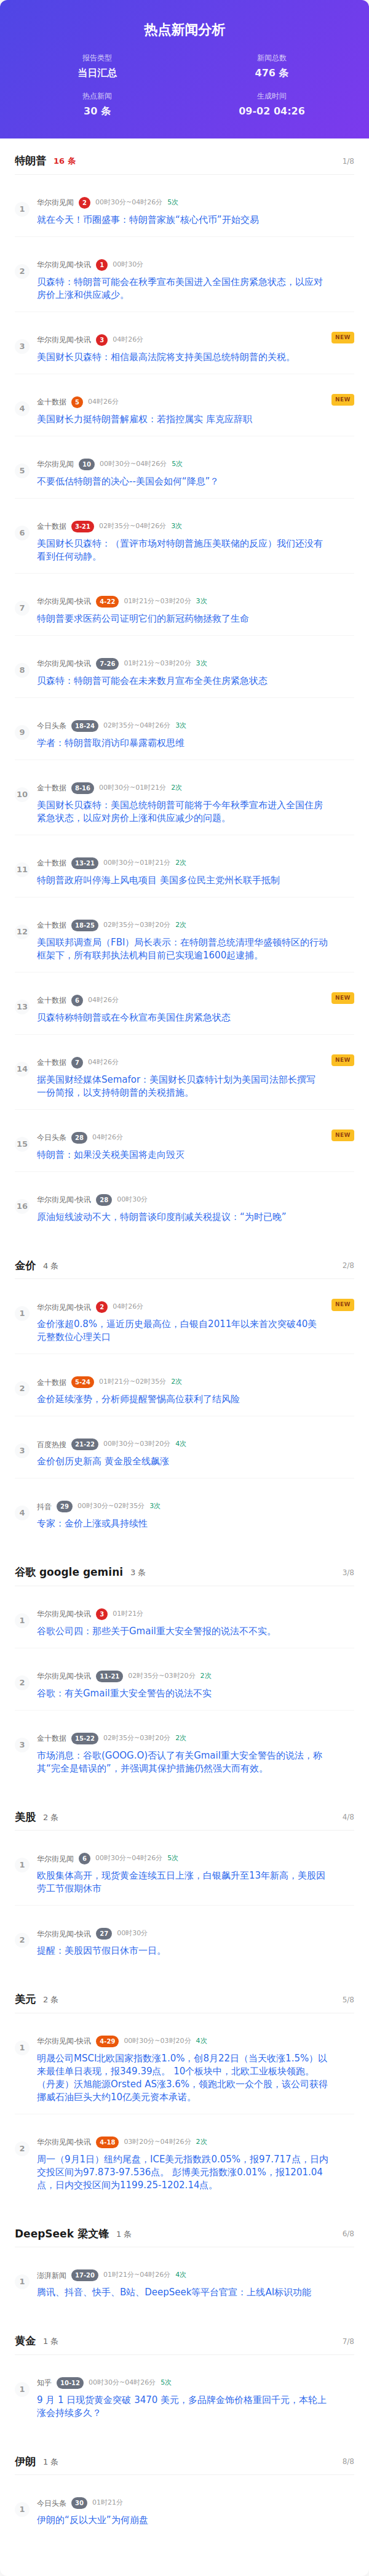 热点新闻分析
报告类型
当日汇总
新闻总数
476 条
热点新闻
30 条
生成时间
09-02 04:26
特朗普 16 条 1/8
1
华尔街见闻 2 00时30分~04时26分 5次
就在今天！币圈盛事：特朗普家族“核心代币”开始交易
2
华尔街见闻-快讯 1 00时30分
贝森特：特朗普可能会在秋季宣布美国进入全国住房紧急状态，以应对
房价上涨和供应减少。
3
华尔街见闻-快讯 3 04时26分 NEW
美国财长贝森特：相信最高法院将支持美国总统特朗普的关税。
4
金十数据 5 04时26分 NEW
美国财长力挺特朗普解雇权：若指控属实 库克应辞职
5
华尔街见闻 10 00时30分~04时26分 5次
不要低估特朗普的决心--美国会如何“降息”？
6
金十数据 3-21 02时35分~04时26分 3次
美国财长贝森特：（置评市场对特朗普施压美联储的反应）我们还没有
看到任何动静。
7
华尔街见闻-快讯 4-22 01时21分~03时20分 3次
特朗普要求医药公司证明它们的新冠药物拯救了生命
8
华尔街见闻-快讯 7-26 01时21分~03时20分 3次
贝森特：特朗普可能会在未来数月宣布全美住房紧急状态
9
今日头条 18-24 02时35分~04时26分 3次
学者：特朗普取消访印暴露霸权思维
10
金十数据 8-16 00时30分~01时21分 2次
美国财长贝森特：美国总统特朗普可能将于今年秋季宣布进入全国住房
紧急状态，以应对房价上涨和供应减少的问题。
11
金十数据 13-21 00时30分~01时21分 2次
特朗普政府叫停海上风电项目 美国多位民主党州长联手抵制
12
金十数据 18-25 02时35分~03时20分 2次
美国联邦调查局（FBI）局长表示：在特朗普总统清理华盛顿特区的行动
框架下，所有联邦执法机构目前已实现逾1600起逮捕。
13
金十数据 6 04时26分 NEW
贝森特称特朗普或在今秋宣布美国住房紧急状态
14
金十数据 7 04时26分 NEW
据美国财经媒体Semafor：美国财长贝森特计划为美国司法部长撰写
一份简报，以支持特朗普的关税措施。
15
今日头条 28 04时26分 NEW
特朗普：如果没关税美国将走向毁灭
16
华尔街见闻-快讯 28 00时30分
原油短线波动不大，特朗普谈印度削减关税提议：“为时已晚”
金价 4 条 2/8
1
华尔街见闻-快讯 2 04时26分 NEW
金价涨超0.8%，逼近历史最高位，白银自2011年以来首次突破40美
元整数位心理关口
2
金十数据 5-24 01时21分~02时35分 2次
金价延续涨势，分析师提醒警惕高位获利了结风险
3
百度热搜 21-22 00时30分~03时20分 4次
金价创历史新高 黄金股全线飙涨
4
抖音 29 00时30分~02时35分 3次
专家：金价上涨或具持续性
谷歌 google gemini 3 条 3/8
1
华尔街见闻-快讯 3 01时21分
谷歌公司四：那些关于Gmail重大安全警报的说法不不实。
2
华尔街见闻-快讯 11-21 02时35分~03时20分 2次
谷歌：有关Gmail重大安全警告的说法不实
3
金十数据 15-22 02时35分~03时20分 2次
市场消息：谷歌(GOOG.O)否认了有关Gmail重大安全警告的说法，称
其“完全是错误的”，并强调其保护措施仍然强大而有效。
美股 2 条 4/8
1
华尔街见闻 6 00时30分~04时26分 5次
欧股集体高开，现货黄金连续五日上涨，白银飙升至13年新高，美股因
劳工节假期休市
2
华尔街见闻-快讯 27 00时30分
提醒：美股因节假日休市一日。
美元 2 条 5/8
1
华尔街见闻-快讯 4-29 00时30分~03时20分 4次
明晟公司MSCI北欧国家指数涨1.0%，创8月22日（当天收涨1.5%）以
来最佳单日表现，报349.39点。 10个板块中，北欧工业板块领跑。
（丹麦）沃旭能源Orsted AS涨3.6%，领跑北欧一众个股，该公司获得
挪威石油巨头大约10亿美元资本承诺。
2
华尔街见闻-快讯 4-18 03时20分~04时26分 2次
周一（9月1日）纽约尾盘，ICE美元指数跌0.05%，报97.717点，日内
交投区间为97.873-97.536点。 彭博美元指数涨0.01%，报1201.04
点，日内交投区间为1199.25-1202.14点。
DeepSeek 梁文锋 1 条 6/8
1
澎湃新闻 17-20 01时21分~04时26分 4次
腾讯、抖音、快手、B站、DeepSeek等平台官宣：上线AI标识功能
黄金 1 条 7/8
1
知乎 10-12 00时30分~04时26分 5次
9 月 1 日现货黄金突破 3470 美元，多品牌金饰价格重回千元，本轮上
涨会持续多久？
伊朗 1 条 8/8
1
今日头条 30 01时21分
伊朗的“反以大业”为何崩盘